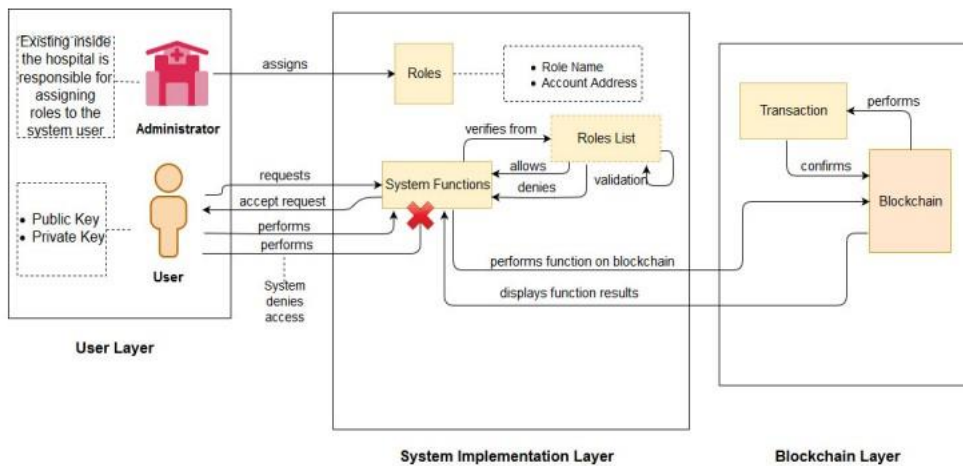 Existing inside
the hospital is
responsible for
assigning
roles to the
system user
Administrator
assigns
Roles
• Role Name
• Account Address
verifies from
Roles List
allows
denies
validation
Transaction
performs
confirms
Blockchain
requests
System Functions
accept request
• Public Key
• Private Key
performs
performs
User
System
denies
access
performs function on blockchain
displays function results
User Layer
System Implementation Layer
Blockchain Layer